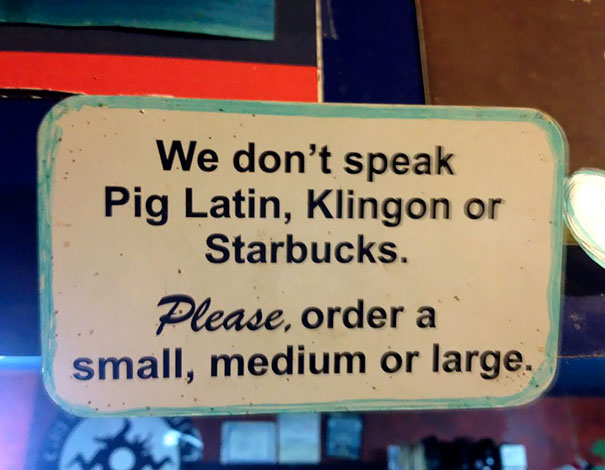 We don't speak
Pig Latin, Klingon or
Starbucks.
Please, order a
small, medium or large.